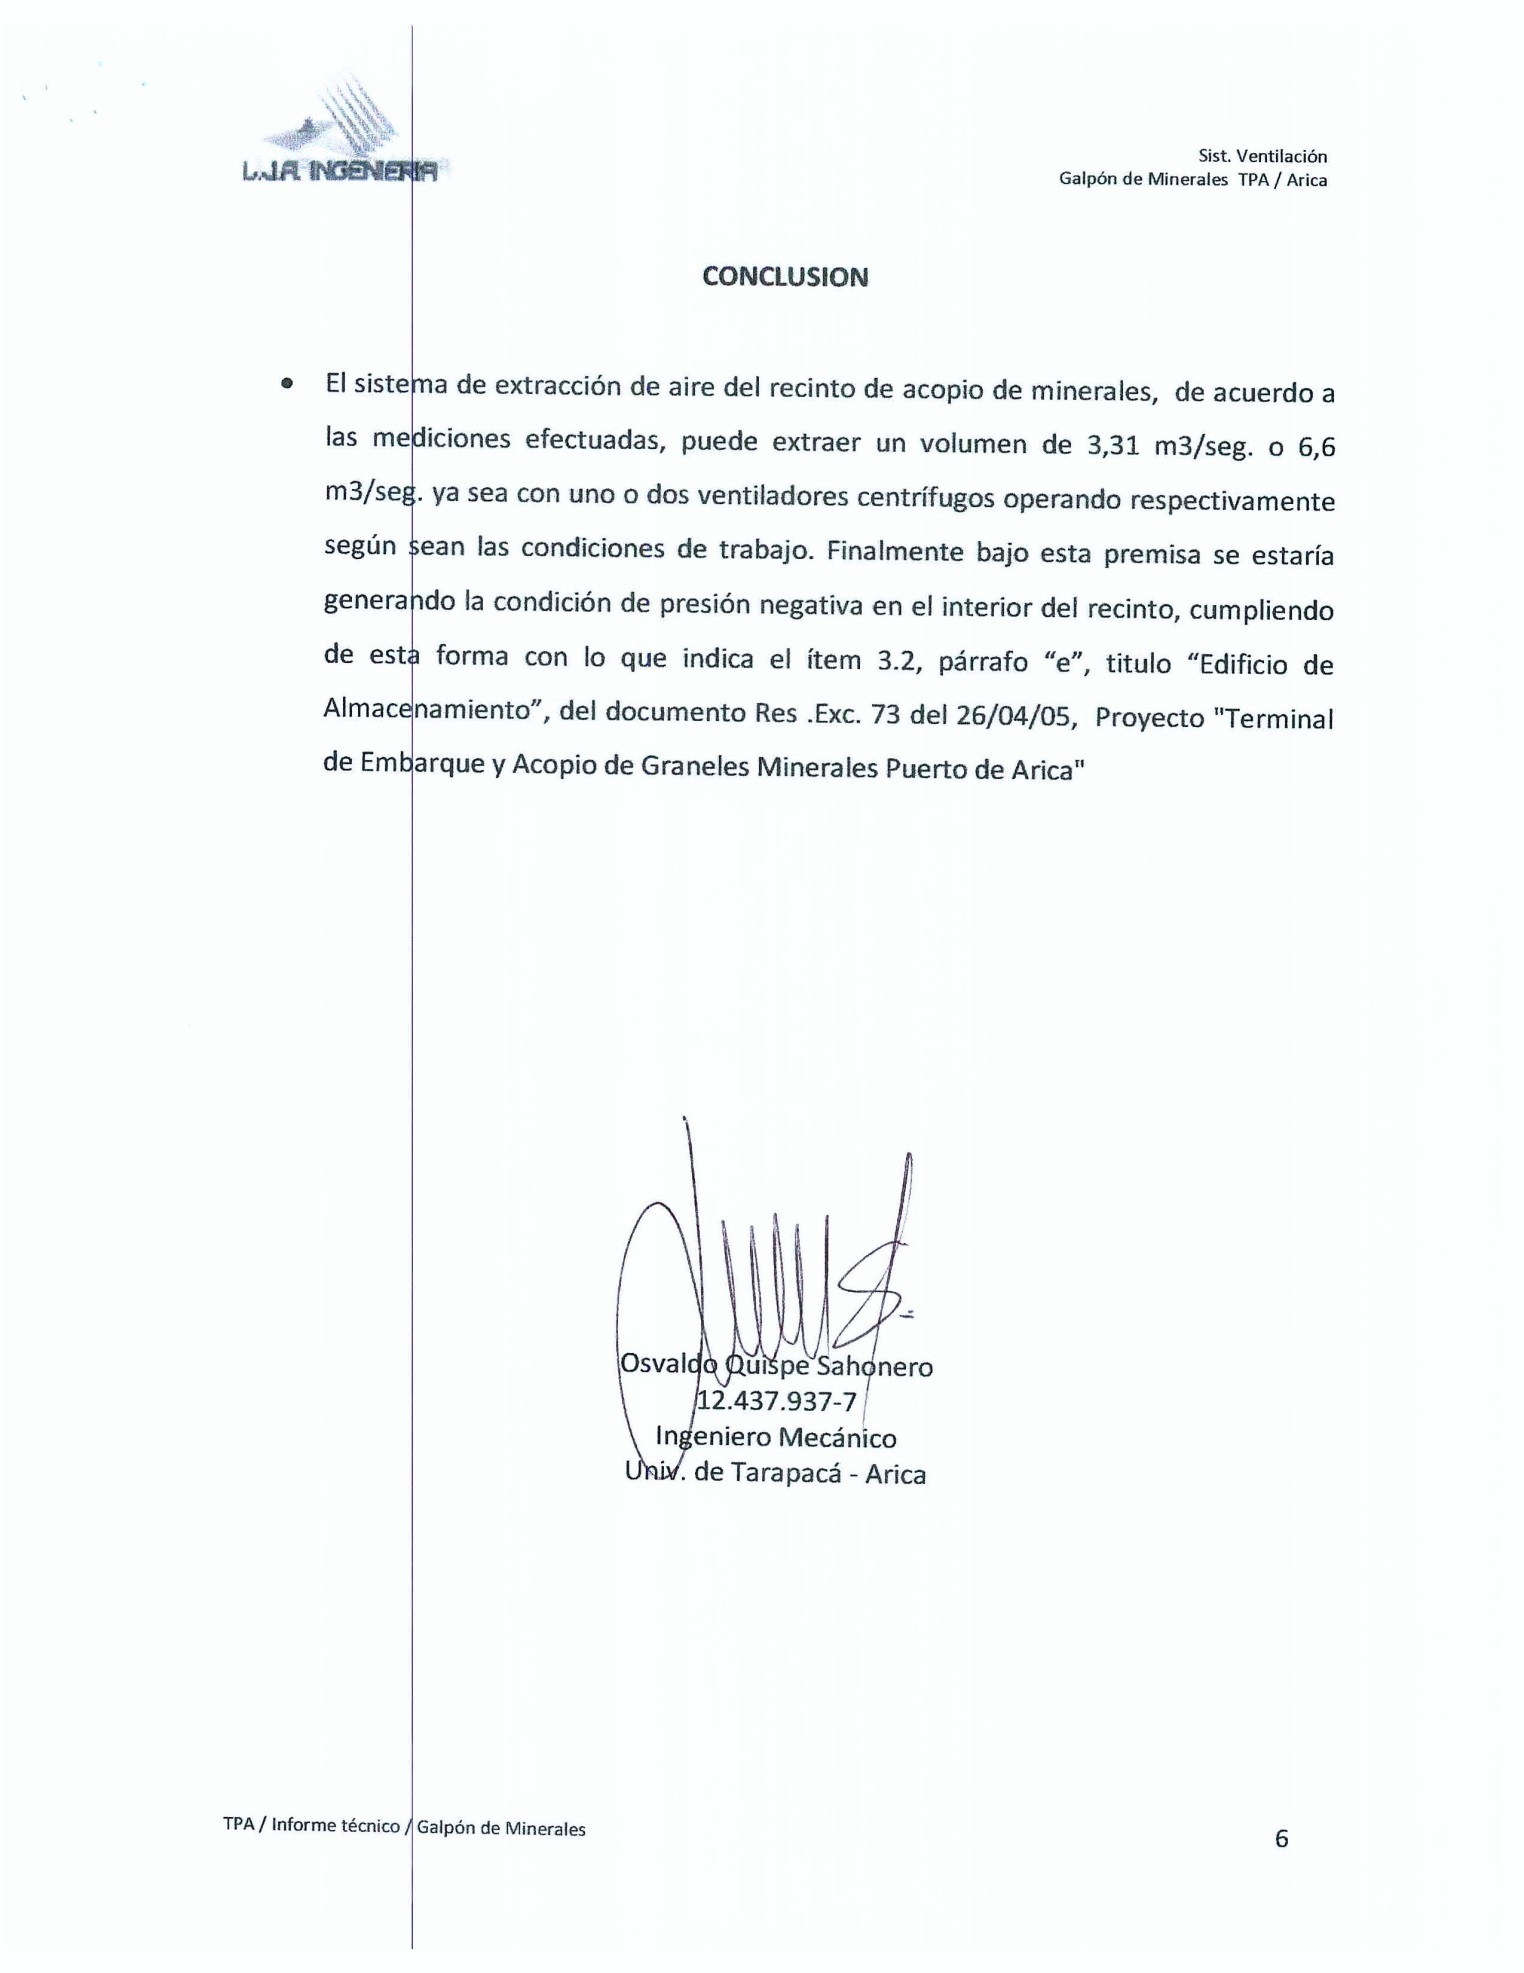 L.J.A. INGENIERIA
Sist. Ventilación
Galpón de Minerales  TPA / Arica
CONCLUSION
• El sistema de extracción de aire del recinto de acopio de minerales,  de acuerdo a
las mediciones efectuadas, puede extraer un volumen de 3,31 m3/seg. o 6,6
m3/seg. ya sea con uno o dos ventiladores centrífugos operando respectivamente
según sean las condiciones de trabajo. Finalmente bajo esta premisa se estaría
generando la condición de presión negativa en el interior del recinto, cumpliendo
de esta forma con lo que indica el ítem 3.2, párrafo “e”, titulo “Edificio de
Almacenamiento”, del documento Res .Exc. 73 del 26/04/05,  Proyecto "Terminal
de Embarque y Acopio de Graneles Minerales Puerto de Arica"
Osvaldo Quispe Sahonero
12.437.937-7
Ingeniero Mecánico
Univ. de Tarapacá - Arica
TPA / Informe técnico / Galpón de Minerales
6